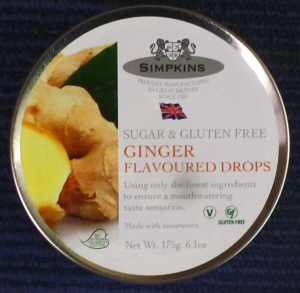 SIMPKINS
PROUDLY MANUFACTURED
IN GREAT BRITAIN
SINCE 1921
SUGAR & GLUTEN FREE
GINGER
FLAVOURED DROPS
Using only the finest ingredients
to ensure a mouthwatering
taste sensation.
V Gf
GLUTEN FREE
Made with sweeteners.
Net Wt. 175g. 6.1oz